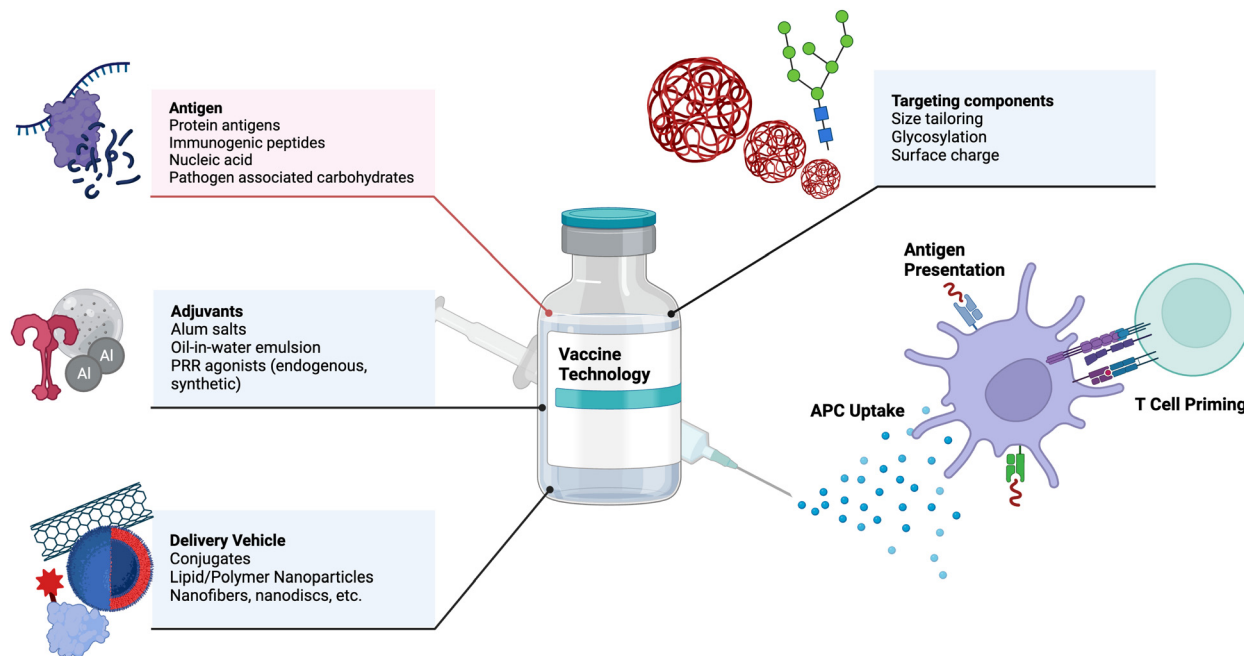 Antigen
Protein antigens
Immunogenic peptides
Nucleic acid
Pathogen associated carbohydrates
Targeting components
Size tailoring
Glycosylation
Surface charge
Adjuvants
Alum salts
Oil-in-water emulsion
PRR agonists (endogenous,
synthetic)
Al
Al
Vaccine
Technology
Antigen
Presentation
T Cell Priming
APC Uptake
Delivery Vehicle
Conjugates
Lipid/Polymer Nanoparticles
Nanofibers, nanodiscs, etc.